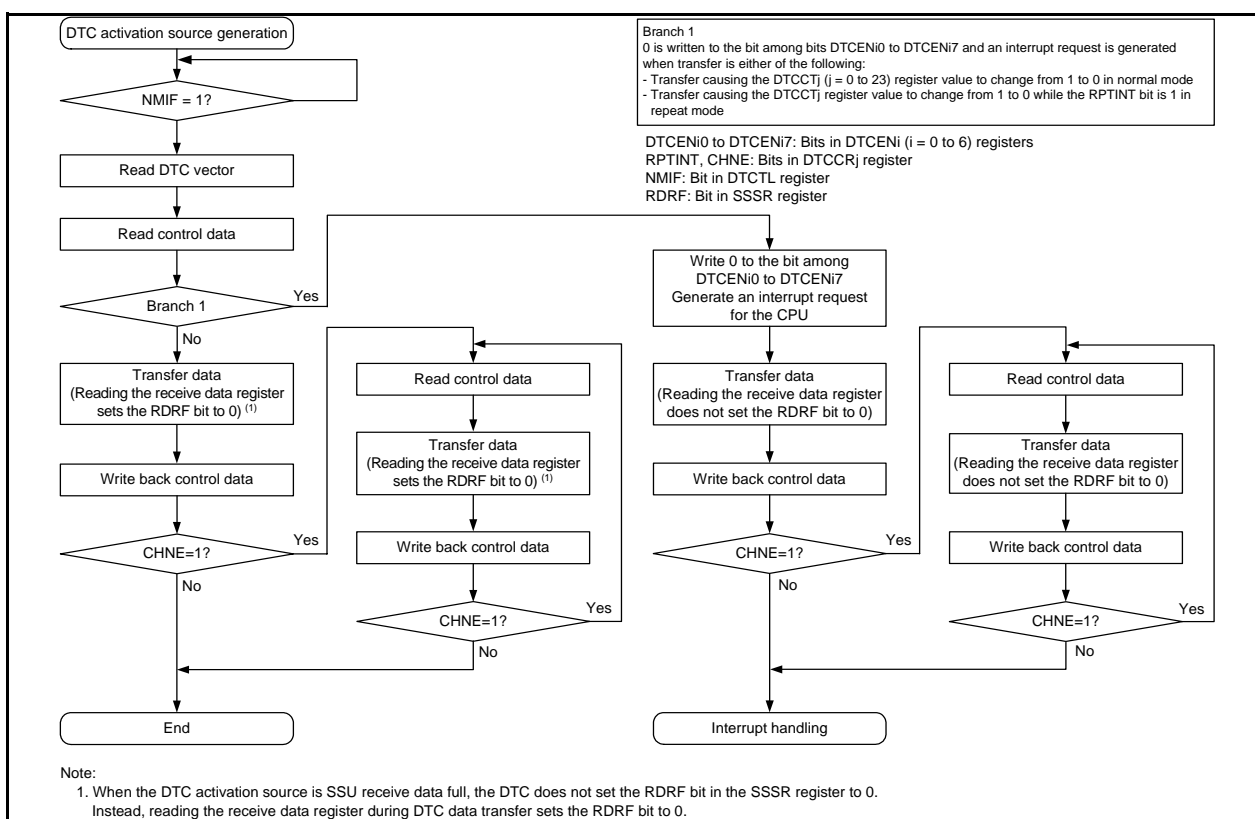 DTC activation source generation
NMIF = 1?
Read DTC vector
Read control data
Branch 1
Yes
No
Transfer data
(Reading the receive data register
sets the RDRF bit to 0) (1)
Write back control data
CHNE=1?
Yes
No
End
Read control data
Transfer data
(Reading the receive data register
sets the RDRF bit to 0) (1)
Write back control data
CHNE=1?
Yes
No
Branch 1
0 is written to the bit among bits DTCENi0 to DTCENi7 and an interrupt request is generated
when transfer is either of the following:
- Transfer causing the DTCCTj (j = 0 to 23) register value to change from 1 to 0 in normal mode
- Transfer causing the DTCCTj register value to change from 1 to 0 while the RPTINT bit is 1 in
repeat mode
DTCENi0 to DTCENi7: Bits in DTCENi (i = 0 to 6) registers
RPTINT, CHNE: Bits in DTCCRj register
NMIF: Bit in DTCTL register
RDRF: Bit in SSSR register
Write 0 to the bit among
DTCENi0 to DTCENi7
Generate an interrupt request
for the CPU
Transfer data
(Reading the receive data register
does not set the RDRF bit to 0)
Write back control data
CHNE=1?
Yes
No
Interrupt handling
Read control data
Transfer data
(Reading the receive data register
does not set the RDRF bit to 0)
Write back control data
CHNE=1?
Yes
No
Note:
1. When the DTC activation source is SSU receive data full, the DTC does not set the RDRF bit in the SSSR register to 0.
Instead, reading the receive data register during DTC data transfer sets the RDRF bit to 0.